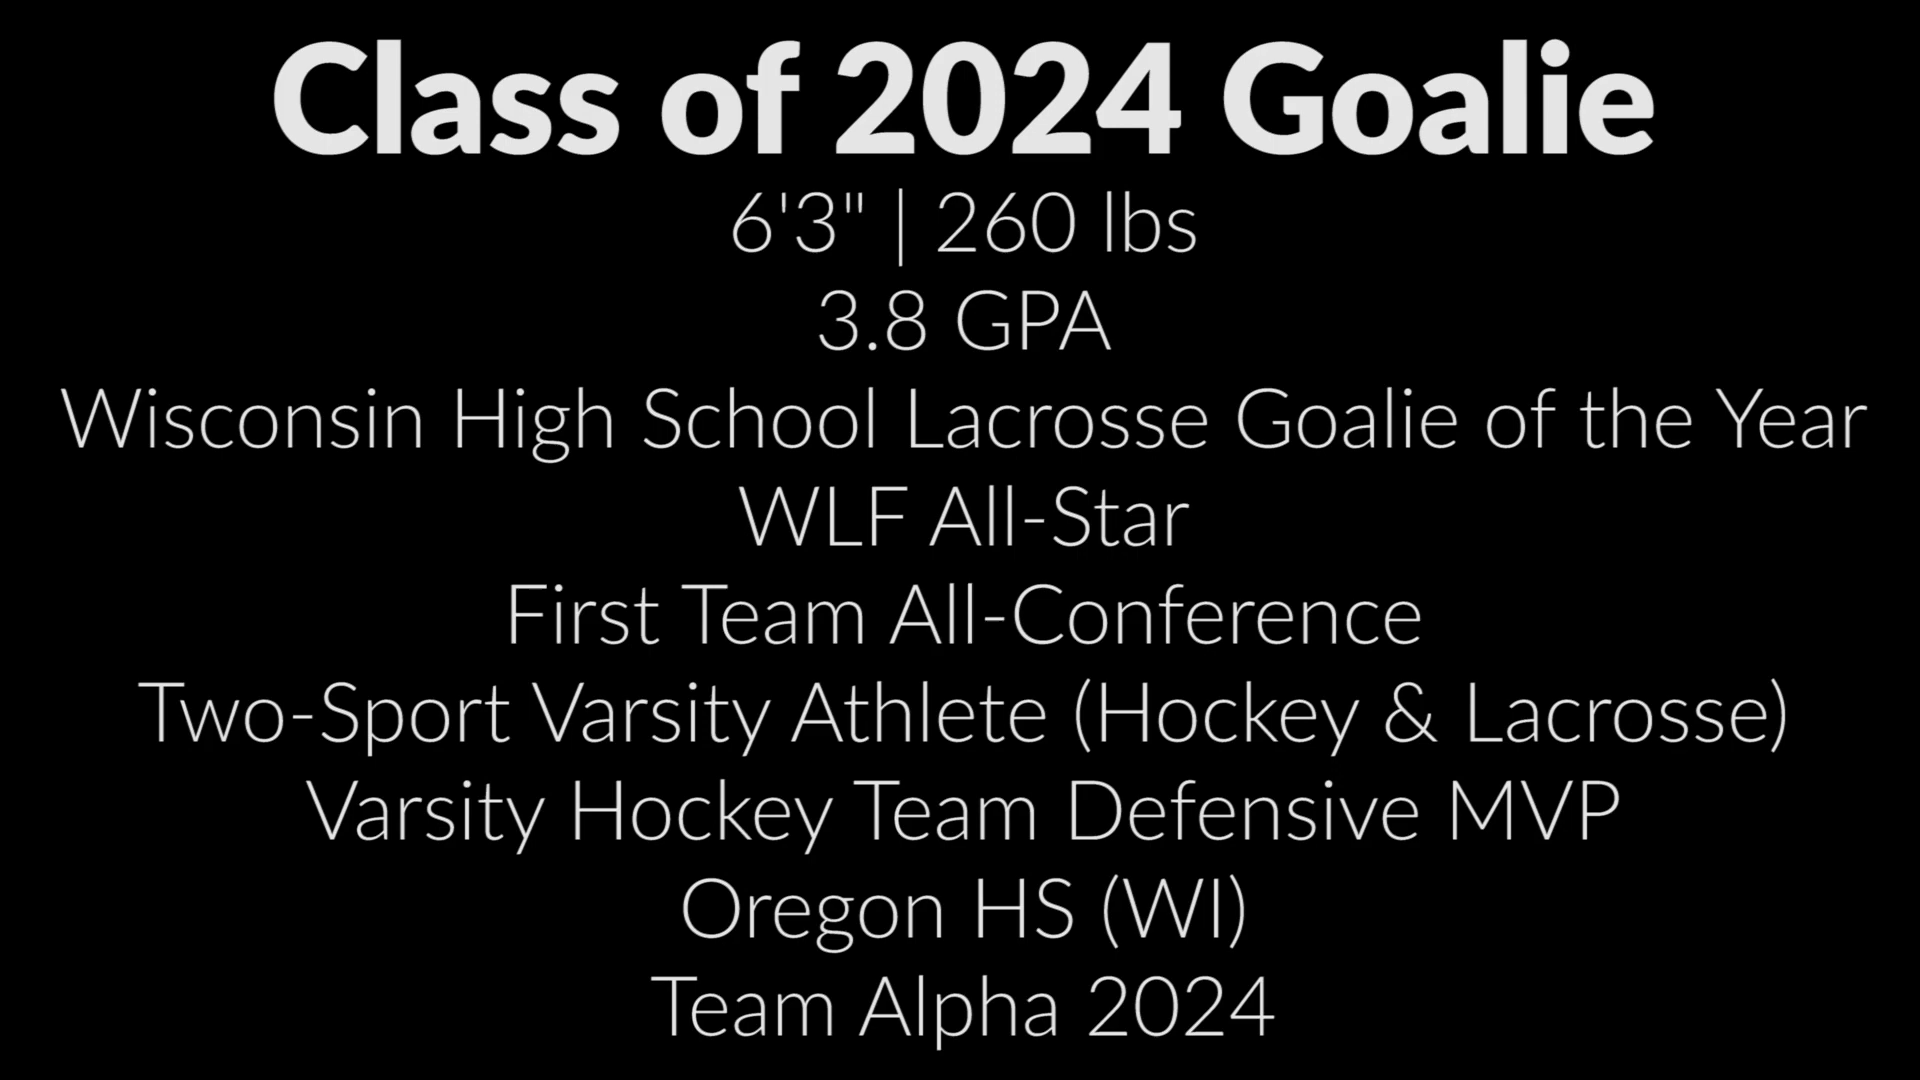 Class of 2024 Goalie
6'3" | 260 lbs
3.8 GPA
Wisconsin High School Lacrosse Goalie of the Year
WLF All-Star
First Team All-Conference
Two-Sport Varsity Athlete (Hockey & Lacrosse)
Varsity Hockey Team Defensive MVP
Oregon HS (WI)
Team Alpha 2024